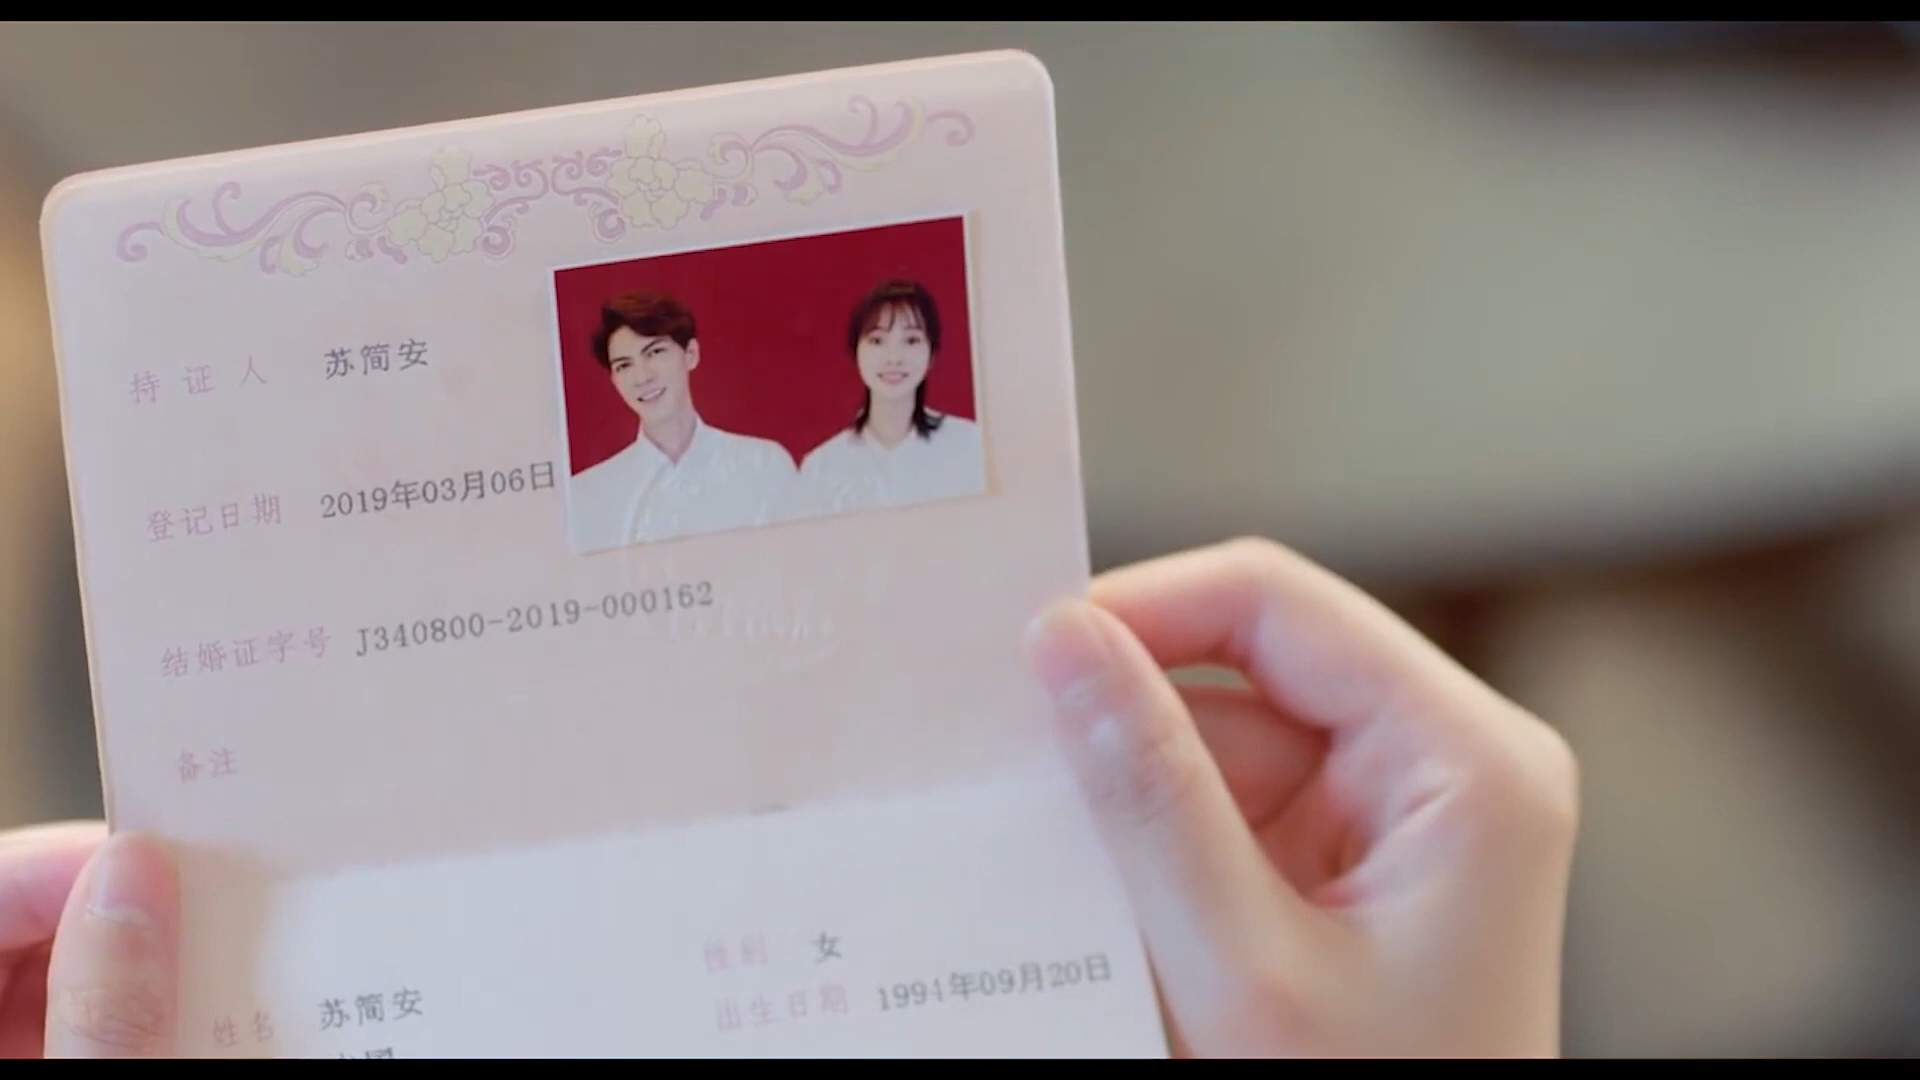 持证人 苏简安
登记日期 2019年03月06日
结婚证字号 J340800-2019-000162
备注
性别 女
姓名 苏简安
出生日期 1994年09月20日